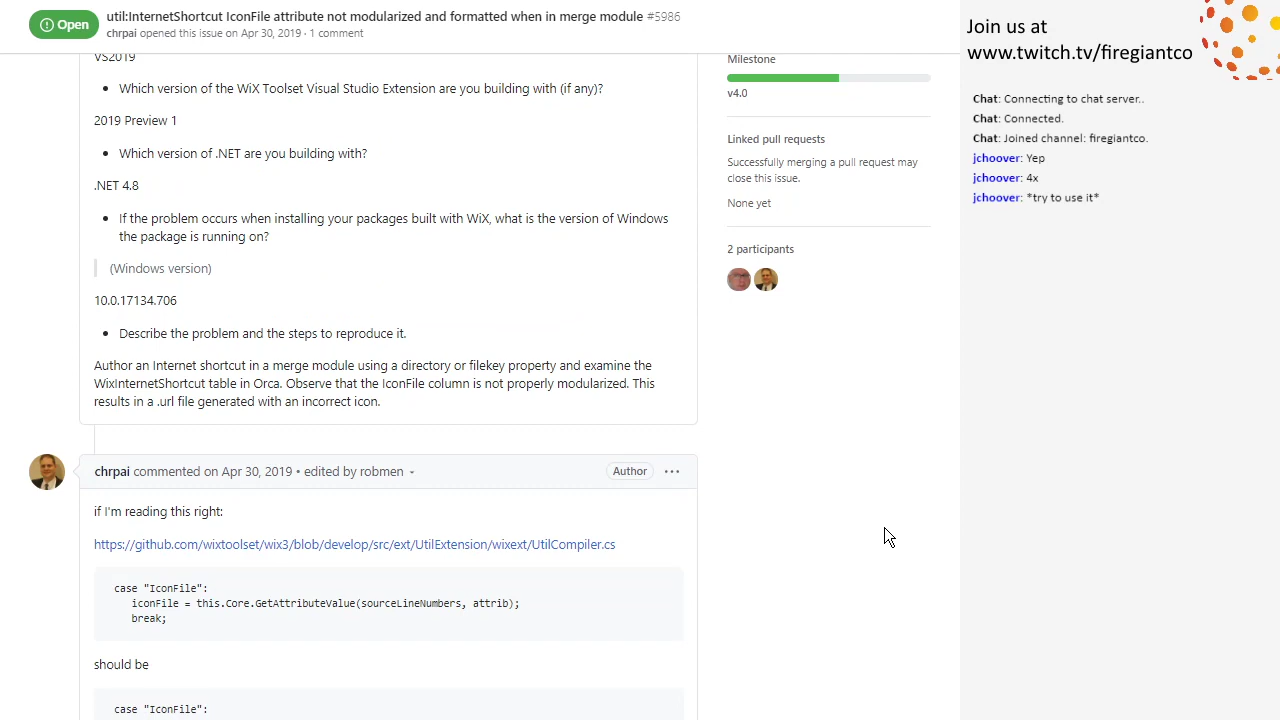 Open
util:InternetShortcut IconFile attribute not modularized and formatted when in merge module #5986
chrpai opened this issue on Apr 30, 2019 · 1 comment
VS2019
• Which version of the WiX Toolset Visual Studio Extension are you building with (if any)?
2019 Preview 1
• Which version of .NET are you building with?
.NET 4.8
• If the problem occurs when installing your packages built with WiX, what is the version of Windows
the package is running on?
(Windows version)
10.0.17134.706
• Describe the problem and the steps to reproduce it.
Author an Internet shortcut in a merge module using a directory or filekey property and examine the
WixInternetShortcut table in Orca. Observe that the IconFile column is not properly modularized. This
results in a .url file generated with an incorrect icon.
chrpai commented on Apr 30, 2019 • edited by robmen
Author
if I'm reading this right:
https://github.com/wixtoolset/wix3/blob/develop/src/ext/UtilExtension/wixext/UtilCompiler.cs
case "IconFile":
iconFile = this.Core.GetAttributeValue(sourceLineNumbers, attrib);
break;
should be
case "IconFile":
Milestone
v4.0
Linked pull requests
Successfully merging a pull request may
close this issue.
None yet
2 participants
Join us at
www.twitch.tv/firegiantco
Chat: Connecting to chat server..
Chat: Connected.
Chat: Joined channel: firegiantco.
jchoover: Yep
jchoover: 4x
jchoover: *try to use it*